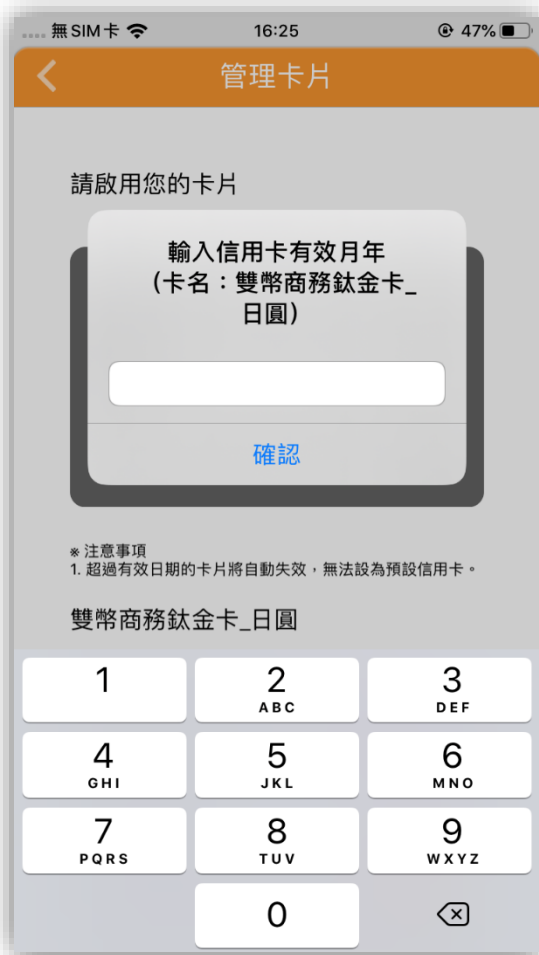 無SIM卡 16:25 47%
管理卡片
請啟用您的卡片
輸入信用卡有效月年
(卡名：雙幣商務鈦金卡_
日圓)
確認
※ 注意事項
1. 超過有效日期的卡片將自動失效，無法設為預設信用卡。
雙幣商務鈦金卡_日圓
1 2 3
ABC DEF
4 5 6
GHI JKL MNO
7 8 9
PQRS TUV WXYZ
0